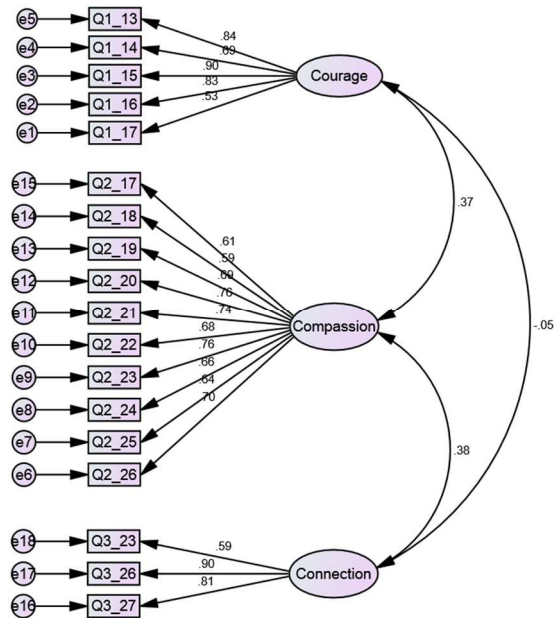 e5 Q1_13
.84
e4 Q1_14
.69
e3 Q1_15
.90
Courage
e2 Q1_16
.83
e1 Q1_17
.53
e15 Q2_17
.37
e14 Q2_18
.61
e13 Q2_19
.59
e12 Q2_20
.69
.76
e11 Q2_21
.74
Compassion
-.05
e10 Q2_22
.68
e9 Q2_23
.76
e8 Q2_24
.66
e7 Q2_25
.64
e6 Q2_26
.70
.38
e18 Q3_23
.59
e17 Q3_26
.90
Connection
e16 Q3_27
.81